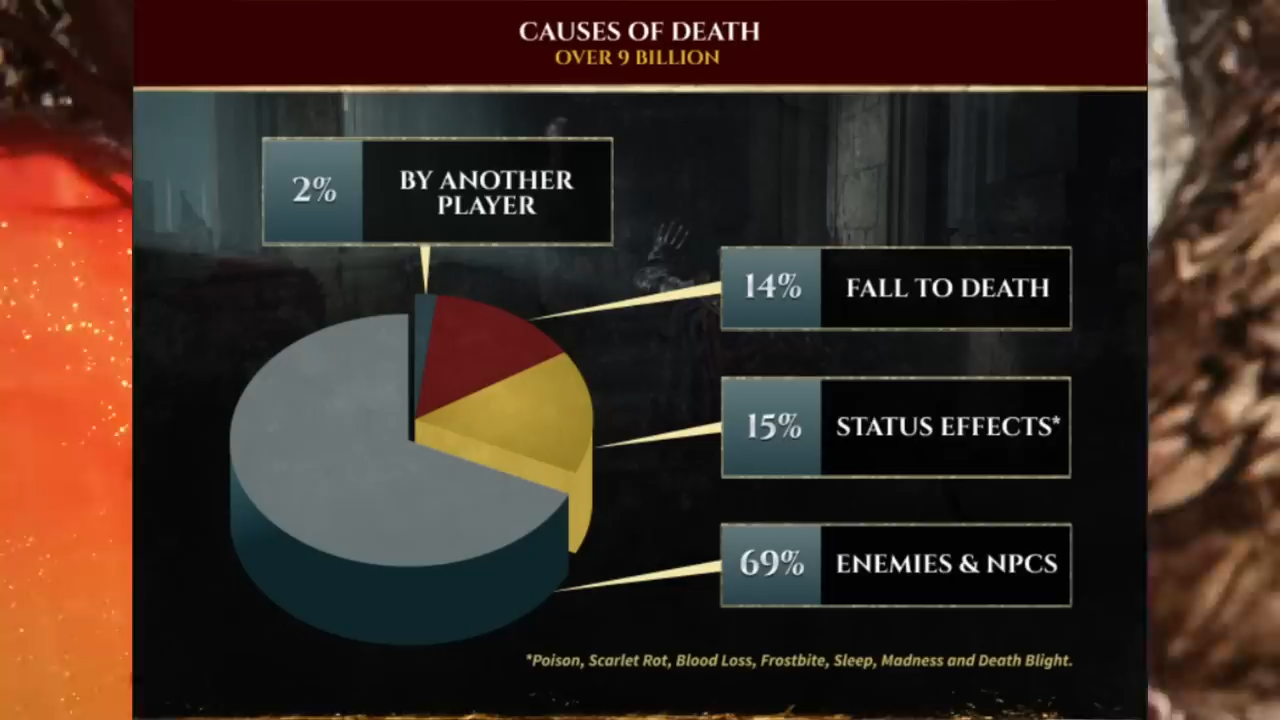 CAUSES OF DEATH
OVER 9 BILLION
2%
BY ANOTHER
PLAYER
14%
FALL TO DEATH
15%
STATUS EFFECTS*
69%
ENEMIES & NPCS
*Poison, Scarlet Rot, Blood Loss, Frostbite, Sleep, Madness and Death Blight.